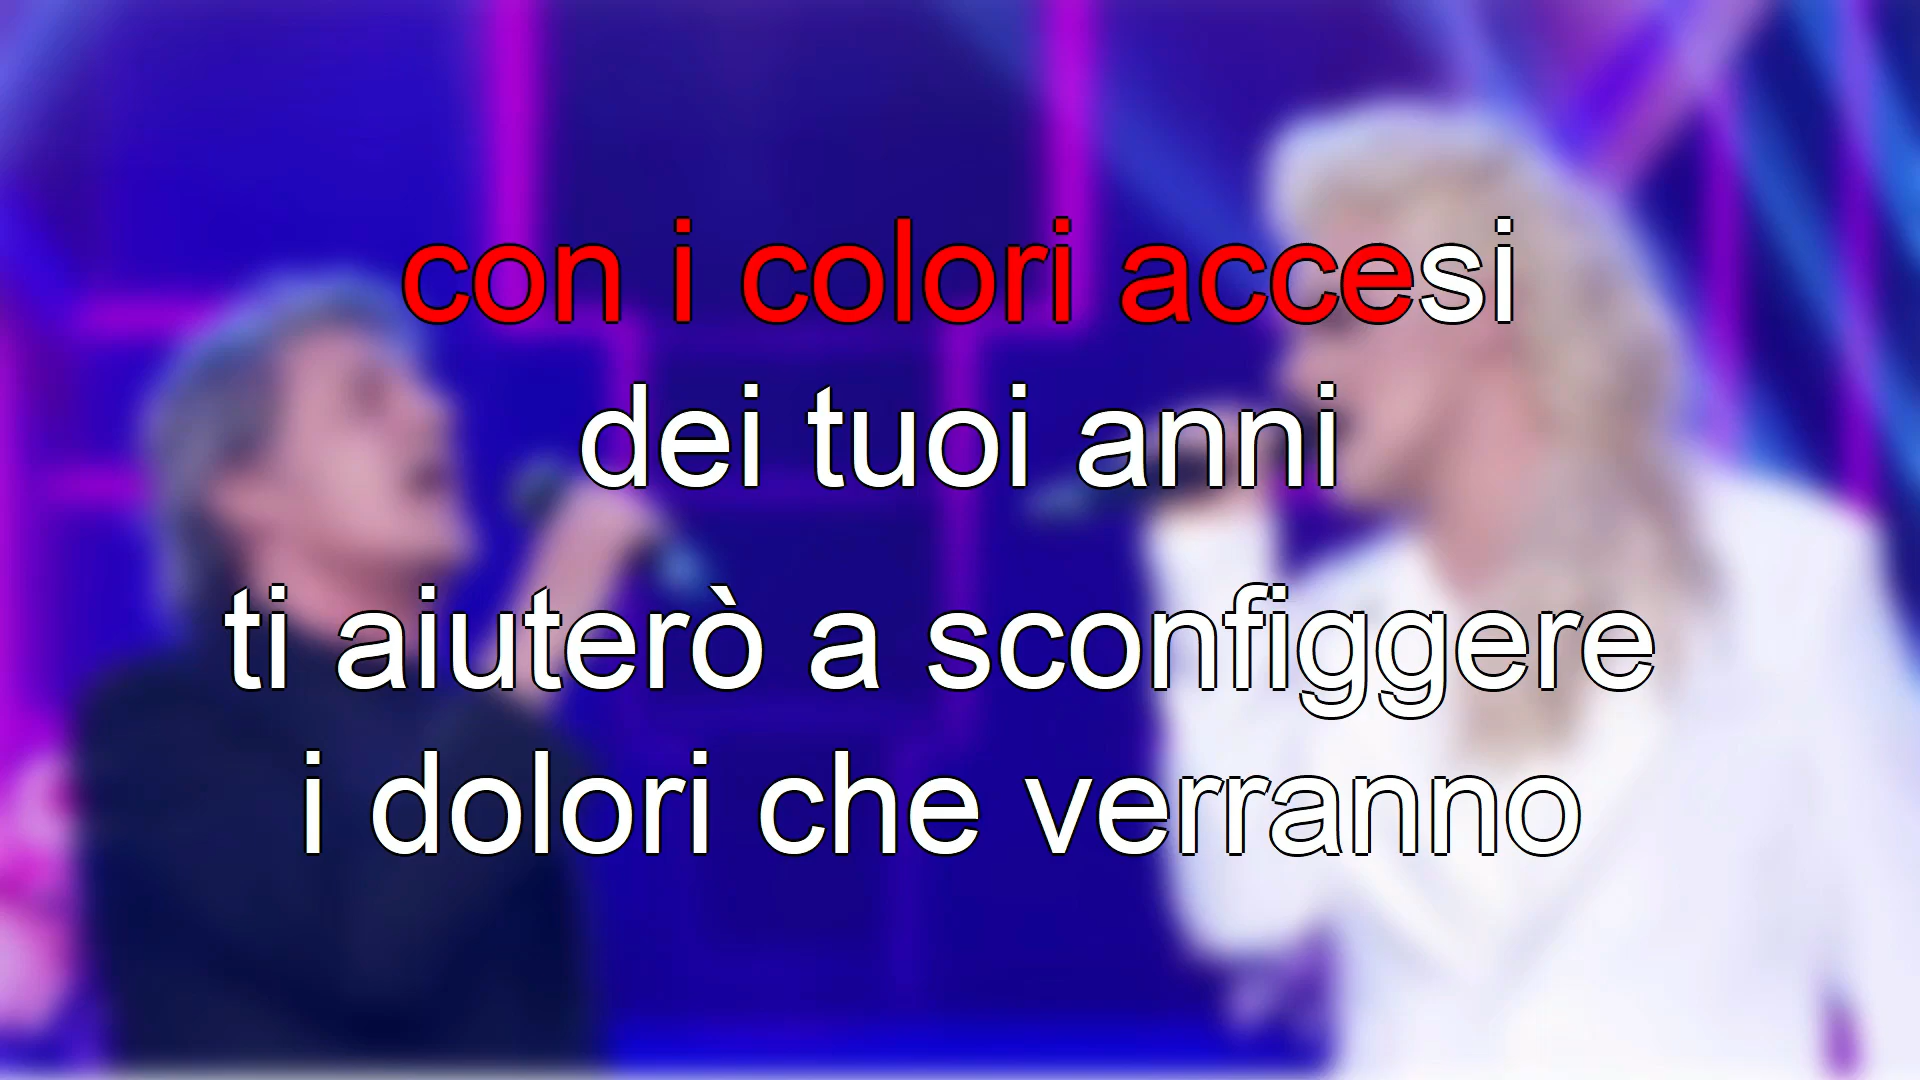 con i colori accesi
dei tuoi anni
ti aiuterò a sconfiggere
i dolori che verranno